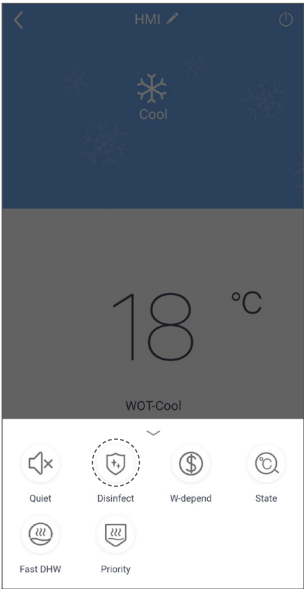 HMI
Cool
18 °C
WOT-Cool
Quiet Disinfect W-depend State
Fast DHW Priority